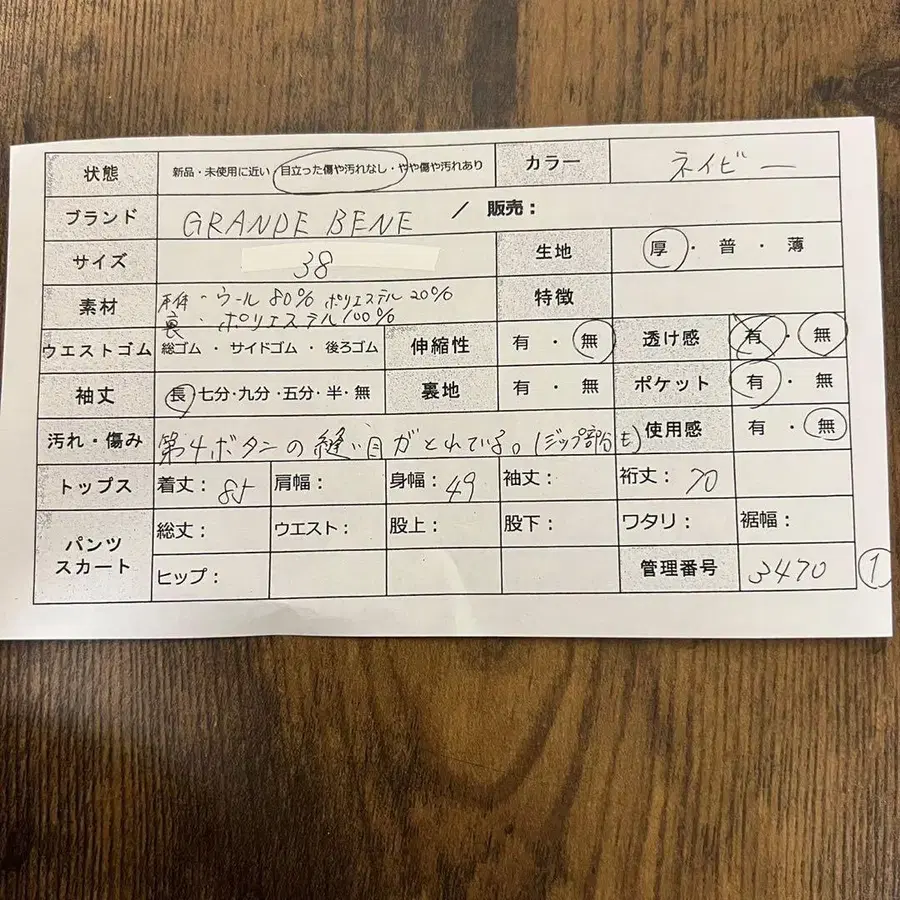 状態 新品・未使用に近い・目立った傷や汚れなし・やや傷や汚れあり カラー ネイビー
ブランド GRANDE BENE / 販売：
サイズ 38 生地 厚・普・薄
素材 本体・ウール80% ポリエステル20% 特徴
裏・ポリエステル100%
ウエストゴム 総ゴム・サイドゴム・後ろゴム 伸縮性 有・無 透け感 有・無
袖丈 長・七分・九分・五分・半・無 裏地 有・無 ポケット 有・無
汚れ・傷み 第4ボタンの縫い目がとれている。(ジップ部分も) 使用感 有・無
トップス 着丈：85 肩幅： 身幅：49 袖丈： 裄丈：70
パンツ スカート 総丈： ウエスト： 股上： 股下： ワタリ： 裾幅：
ヒップ： 管理番号 3470 ①